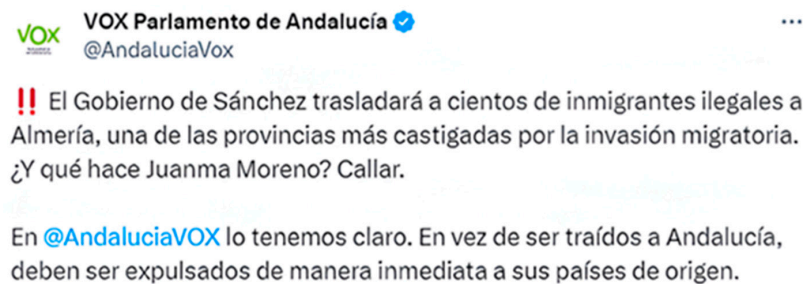 VOX
VOX Parlamento de Andalucía
@AndaluciaVox
‼️ El Gobierno de Sánchez trasladará a cientos de inmigrantes ilegales a
Almería, una de las provincias más castigadas por la invasión migratoria.
¿Y qué hace Juanma Moreno? Callar.
En @AndaluciaVOX lo tenemos claro. En vez de ser traídos a Andalucía,
deben ser expulsados de manera inmediata a sus países de origen.